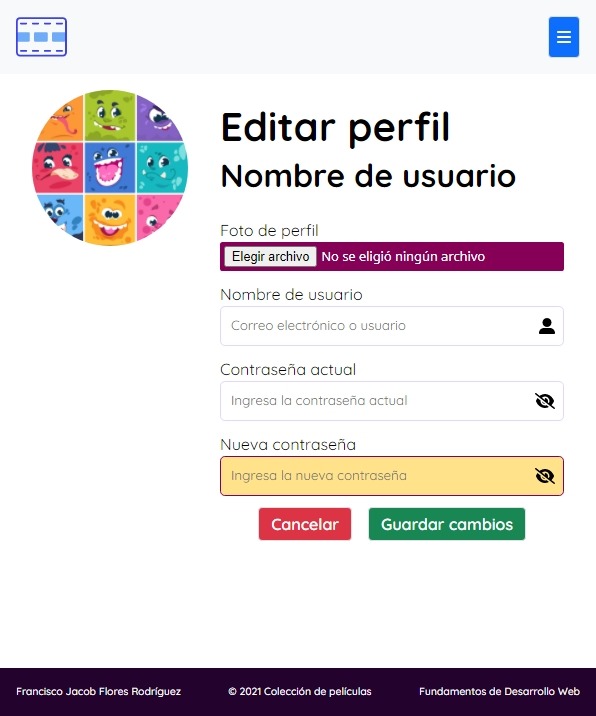 Editar perfil
Nombre de usuario
Foto de perfil
Elegir archivo No se eligió ningún archivo
Nombre de usuario
Correo electrónico o usuario
Contraseña actual
Ingresa la contraseña actual
Nueva contraseña
Ingresa la nueva contraseña
Cancelar Guardar cambios
Francisco Jacob Flores Rodríguez © 2021 Colección de películas Fundamentos de Desarrollo Web